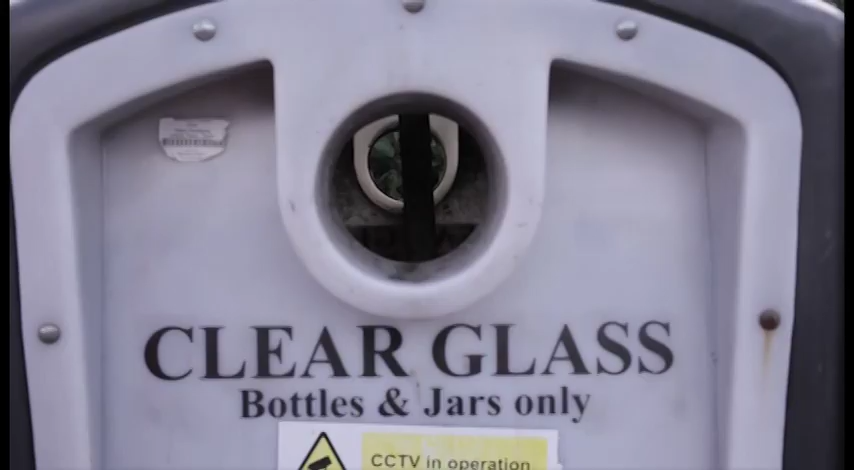 CLEAR GLASS
Bottles & Jars only
CCTV in operation